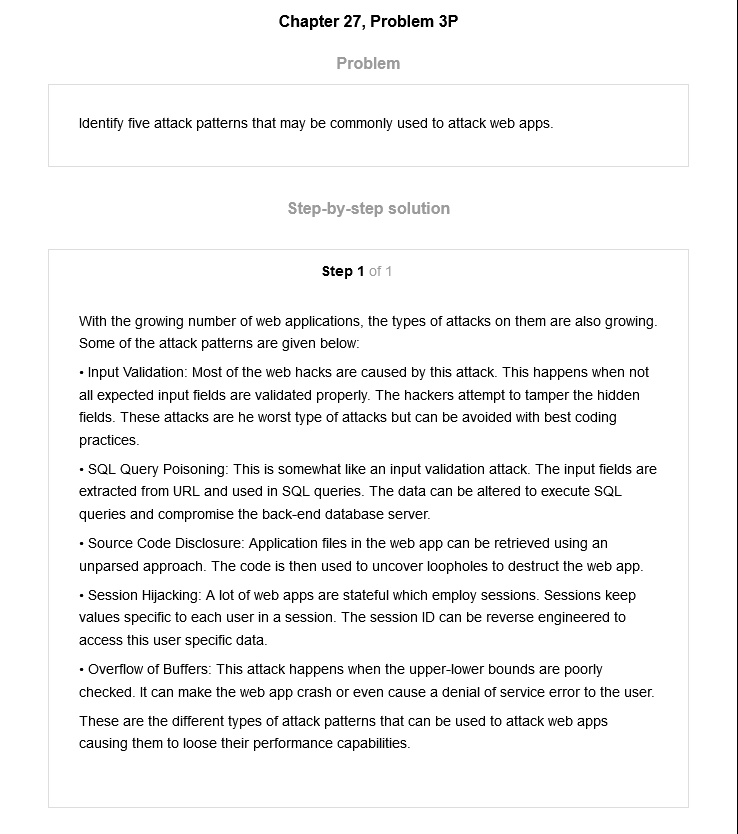 Chapter 27, Problem 3P
Problem
Identify five attack patterns that may be commonly used to attack web apps.
Step-by-step solution
Step 1 of 1
With the growing number of web applications, the types of attacks on them are also growing.
Some of the attack patterns are given below:
• Input Validation: Most of the web hacks are caused by this attack. This happens when not
all expected input fields are validated properly. The hackers attempt to tamper the hidden
fields. These attacks are he worst type of attacks but can be avoided with best coding
practices.
• SQL Query Poisoning: This is somewhat like an input validation attack. The input fields are
extracted from URL and used in SQL queries. The data can be altered to execute SQL
queries and compromise the back-end database server.
• Source Code Disclosure: Application files in the web app can be retrieved using an
unparsed approach. The code is then used to uncover loopholes to destruct the web app.
• Session Hijacking: A lot of web apps are stateful which employ sessions. Sessions keep
values specific to each user in a session. The session ID can be reverse engineered to
access this user specific data.
• Overflow of Buffers: This attack happens when the upper-lower bounds are poorly
checked. It can make the web app crash or even cause a denial of service error to the user.
These are the different types of attack patterns that can be used to attack web apps
causing them to loose their performance capabilities.